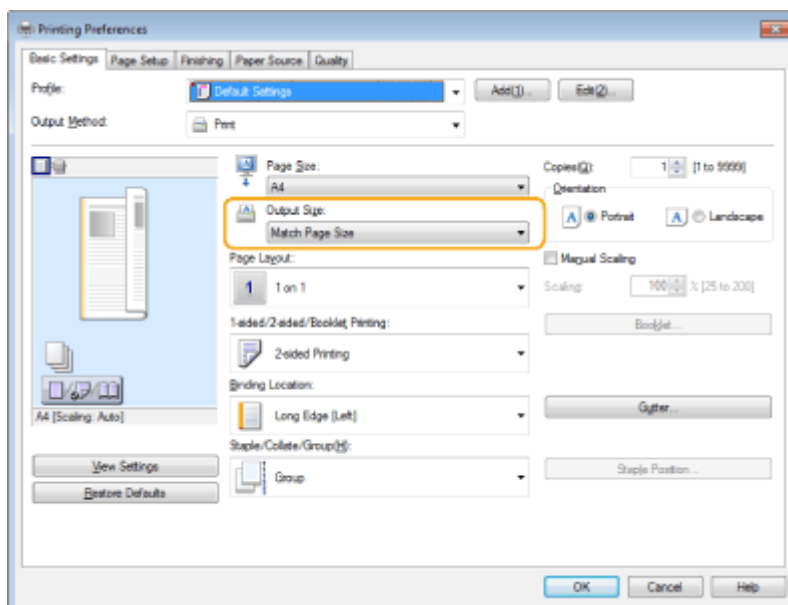 Printing Preferences
Basic Settings Page Setup Finishing Paper Source Quality
Profile: Default Settings Add(1)... Edit(2)...
Output Method: Print
Page Size:
A4
Output Size:
Match Page Size
Page Layout:
1 1 on 1
1-sided/2-sided/Booklet Printing:
2-sided Printing
Binding Location:
Long Edge (Left)
Staple/Collate/Group(H):
Group
A4 [Scaling: Auto]
View Settings
Restore Defaults
Copies(Q): 1 [1 to 9999]
Orientation
A Portrait A Landscape
Manual Scaling
Scaling: 100 % [25 to 200]
Booklet...
Gutter...
Staple Position...
OK Cancel Help